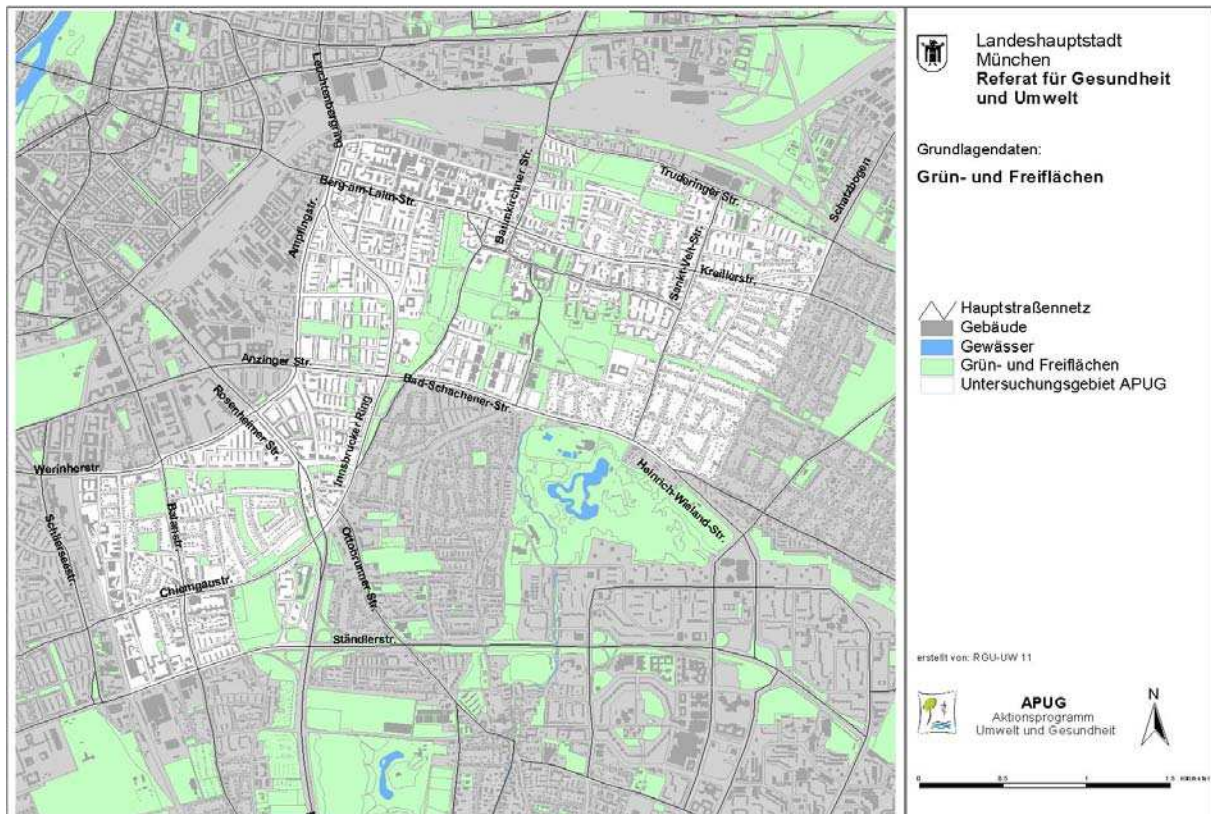 Landeshauptstadt
München
Referat für Gesundheit
und Umwelt
Grundlagendaten:
Grün- und Freiflächen
Hauptstraßennetz
Gebäude
Gewässer
Grün- und Freiflächen
Untersuchungsgebiet APUG
erstellt von: RGU-UW 11
APUG
Aktionsprogramm
Umwelt und Gesundheit
N
0 0.5 1 1.5
Leuchtenbergring
Berg-am-Laim-Str.
Ampfingstr.
Baumkirchner Str.
Truderinger Str.
Schatzbogen
Sankt-Veit-Str.
Kreillerstr.
Anzinger Str.
Bad-Schachener-Str.
Rosenheimer Str.
Innsbrucker Ring
Werinherstr.
Balanstr.
Schlierseestr.
Heinrich-Wieland-Str.
Ottobrunner Str.
Chiemgaustr.
Ständlerstr.